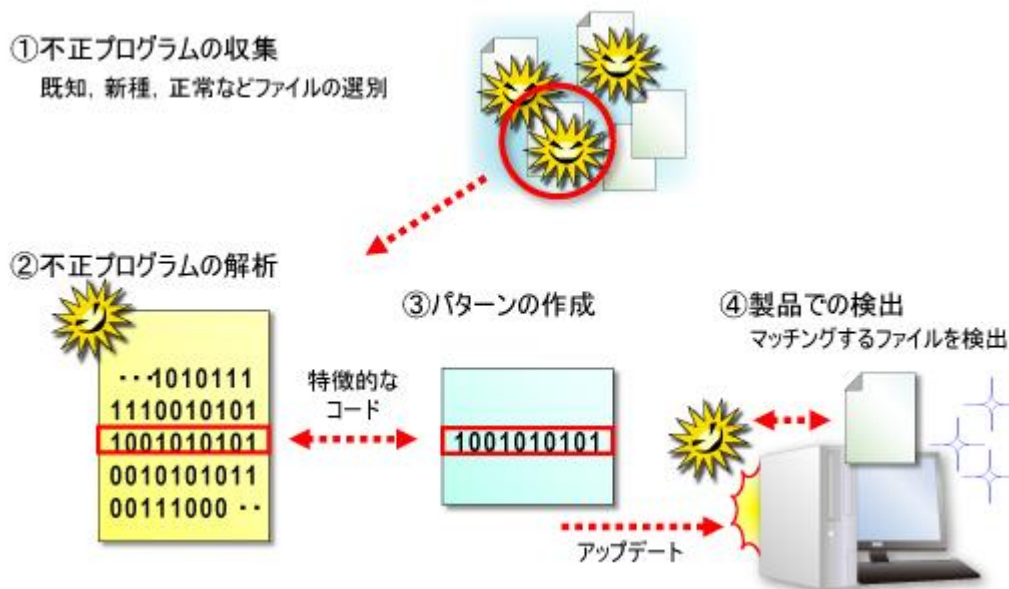 ①不正プログラムの収集
既知, 新種, 正常などファイルの選別
②不正プログラムの解析
・・・1010111
1110010101
1001010101
0010101011
00111000 ・・
特徴的な
コード
③パターンの作成
1001010101
アップデート
④製品での検出
マッチングするファイルを検出